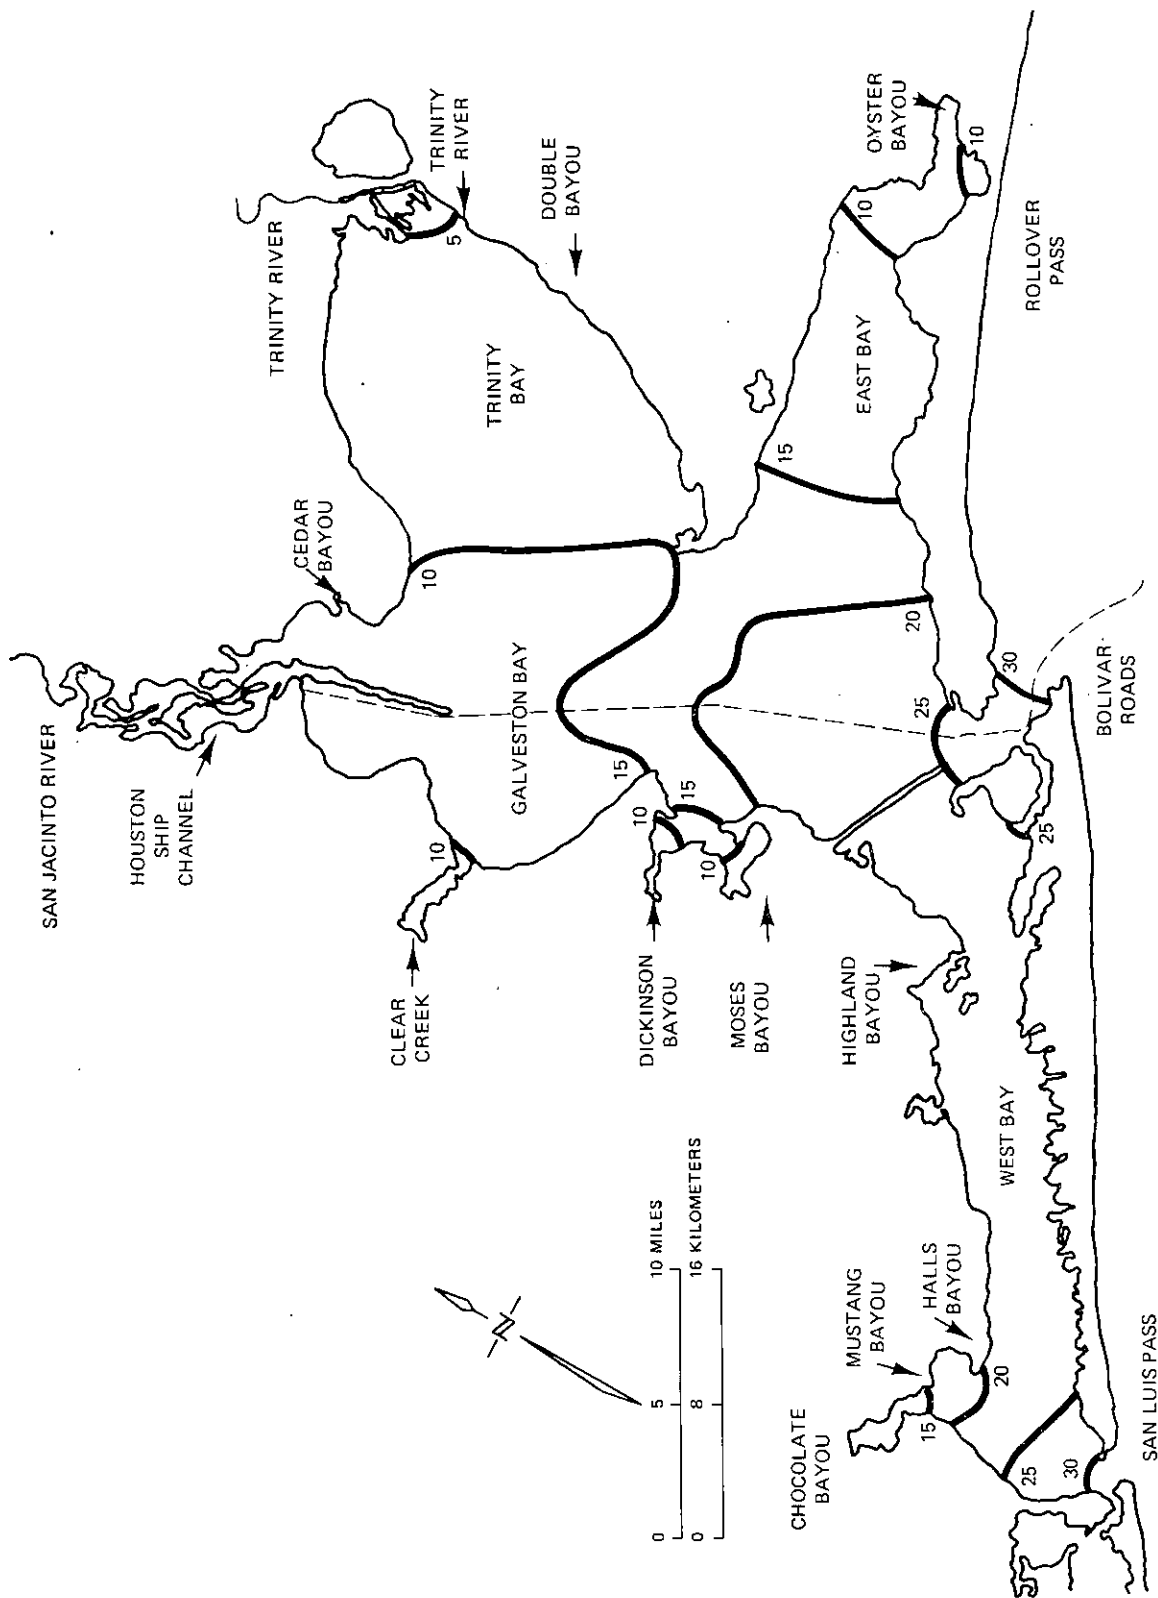 SAN JACINTO RIVER
HOUSTON
SHIP
CHANNEL
CEDAR
BAYOU
TRINITY RIVER
TRINITY
RIVER
5
DOUBLE
BAYOU
TRINITY
BAY
10
GALVESTON BAY
10
CLEAR
CREEK
15
10
15
10
DICKINSON
BAYOU
MOSES
BAYOU
OYSTER
BAYOU
10
10
EAST BAY
15
20
ROLLOVER
PASS
HIGHLAND
BAYOU
25
30
BOLIVAR
ROADS
25
WEST BAY
N
0 5 10 MILES
0 8 16 KILOMETERS
MUSTANG
BAYOU
HALLS
BAYOU
CHOCOLATE
BAYOU
15
20
25
30
SAN LUIS PASS